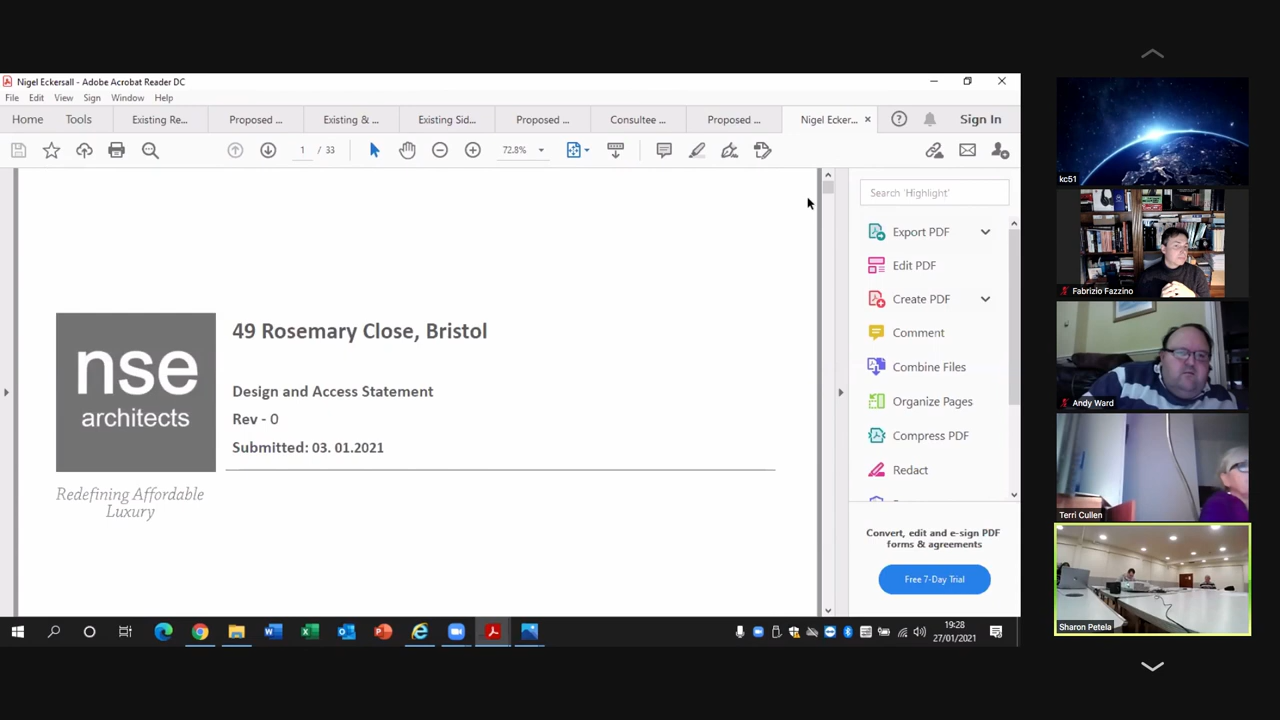 Nigel Eckersall - Adobe Acrobat Reader DC
File Edit View Sign Window Help
Home Tools Existing Re... Proposed ... Existing & ... Existing Sid... Proposed ... Consultee ... Proposed ... Nigel Ecker... × Sign In
1 / 33 72.8%
Search 'Highlight'
Export PDF
Edit PDF
Create PDF
Comment
Combine Files
Organize Pages
Compress PDF
Redact
Convert, edit and e-sign PDF
forms & agreements
Free 7-Day Trial
nse
architects
Redefining Affordable
Luxury
49 Rosemary Close, Bristol
Design and Access Statement
Rev - 0
Submitted: 03. 01.2021
kc51
Fabrizio Fazzino
Andy Ward
Terri Cullen
Sharon Petela
19:28
27/01/2021